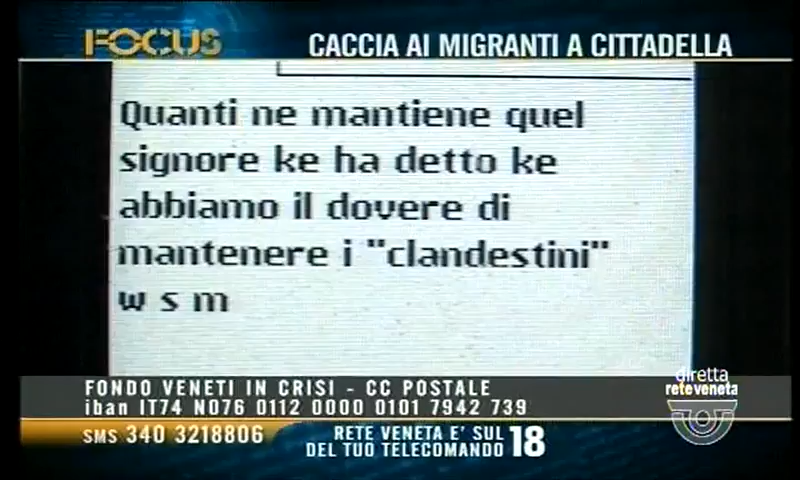 FOCUS
CACCIA AI MIGRANTI A CITTADELLA
Quanti ne mantiene quel
signore ke ha detto ke
abbiamo il dovere di
mantenere i "clandestini"
w s m
FONDO VENETI IN CRISI - CC POSTALE
iban IT74 N076 0112 0000 0101 7942 739
diretta
reteveneta
SMS 340 3218806
RETE VENETA E' SUL
DEL TUO TELECOMANDO
18